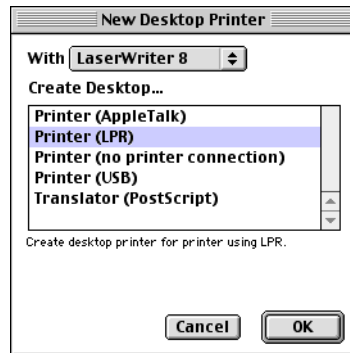 New Desktop Printer
With LaserWriter 8
Create Desktop...
Printer (AppleTalk)
Printer (LPR)
Printer (no printer connection)
Printer (USB)
Translator (PostScript)
Create desktop printer for printer using LPR.
Cancel OK